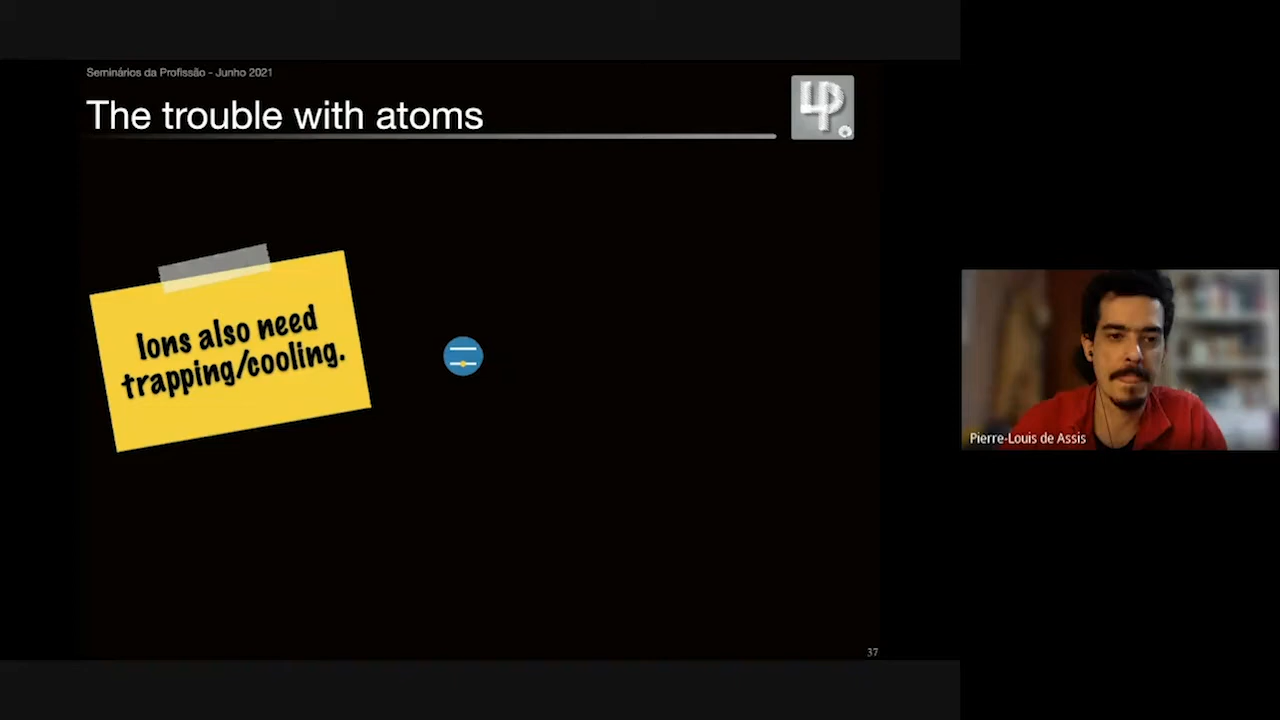 Seminários da Profissão - Junho 2021
The trouble with atoms
4P
Ions also need
trapping/cooling.
Pierre-Louis de Assis
37